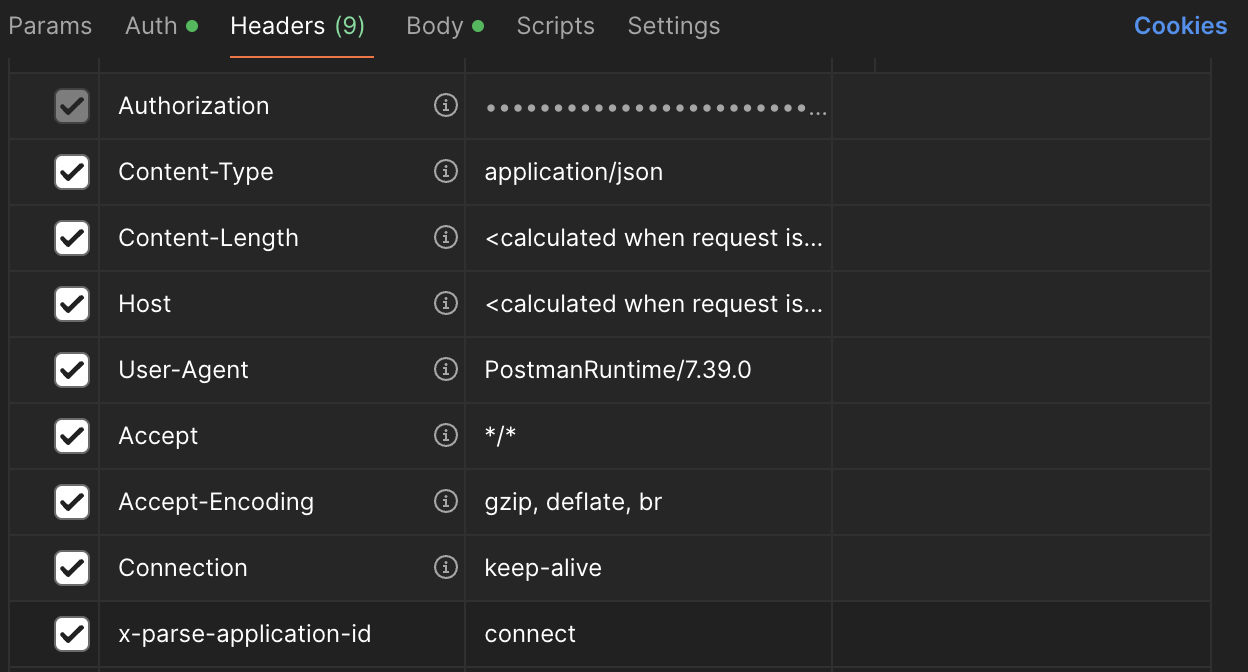 Params Auth Headers (9) Body Scripts Settings Cookies
Authorization ••••••••••••••••••••••••...
Content-Type application/json
Content-Length <calculated when request is...
Host <calculated when request is...
User-Agent PostmanRuntime/7.39.0
Accept */*
Accept-Encoding gzip, deflate, br
Connection keep-alive
x-parse-application-id connect